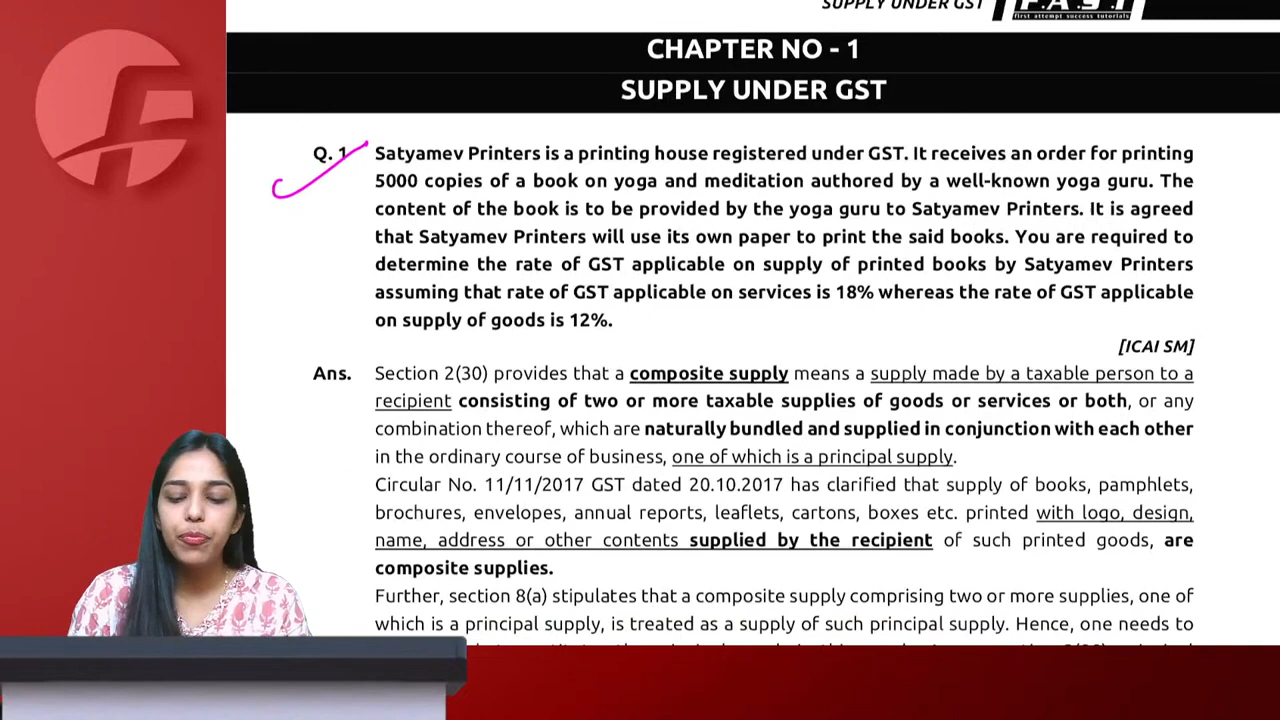 SUPPLY UNDER GST
F.A.S.T
first attempt success tutorials
CHAPTER NO - 1
SUPPLY UNDER GST
Q. 1 Satyamev Printers is a printing house registered under GST. It receives an order for printing
5000 copies of a book on yoga and meditation authored by a well-known yoga guru. The
content of the book is to be provided by the yoga guru to Satyamev Printers. It is agreed
that Satyamev Printers will use its own paper to print the said books. You are required to
determine the rate of GST applicable on supply of printed books by Satyamev Printers
assuming that rate of GST applicable on services is 18% whereas the rate of GST applicable
on supply of goods is 12%.
[ICAI SM]
Ans. Section 2(30) provides that a composite supply means a supply made by a taxable person to a
recipient consisting of two or more taxable supplies of goods or services or both, or any
combination thereof, which are naturally bundled and supplied in conjunction with each other
in the ordinary course of business, one of which is a principal supply.
Circular No. 11/11/2017 GST dated 20.10.2017 has clarified that supply of books, pamphlets,
brochures, envelopes, annual reports, leaflets, cartons, boxes etc. printed with logo, design,
name, address or other contents supplied by the recipient of such printed goods, are
composite supplies.
Further, section 8(a) stipulates that a composite supply comprising two or more supplies, one of
which is a principal supply, is treated as a supply of such principal supply. Hence, one needs to